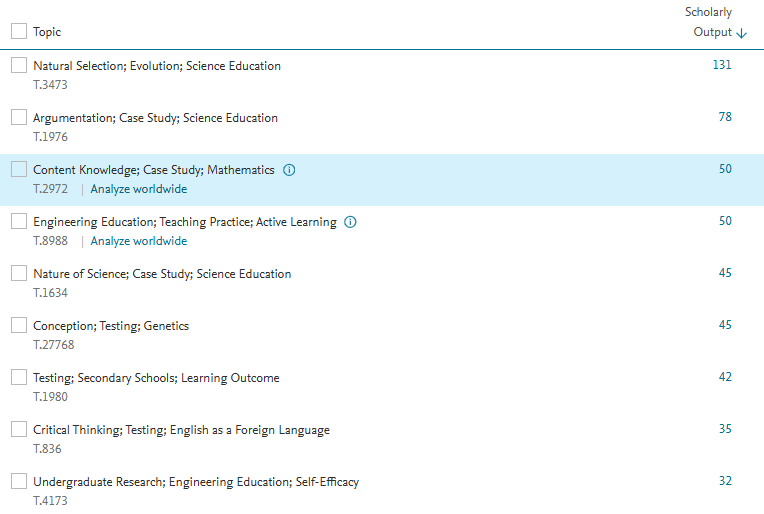 Scholarly
Topic Output ↓
Natural Selection; Evolution; Science Education 131
T.3473
Argumentation; Case Study; Science Education 78
T.1976
Content Knowledge; Case Study; Mathematics 50
T.2972 | Analyze worldwide
Engineering Education; Teaching Practice; Active Learning 50
T.8988 | Analyze worldwide
Nature of Science; Case Study; Science Education 45
T.1634
Conception; Testing; Genetics 45
T.27768
Testing; Secondary Schools; Learning Outcome 42
T.1980
Critical Thinking; Testing; English as a Foreign Language 35
T.836
Undergraduate Research; Engineering Education; Self-Efficacy 32
T.4173